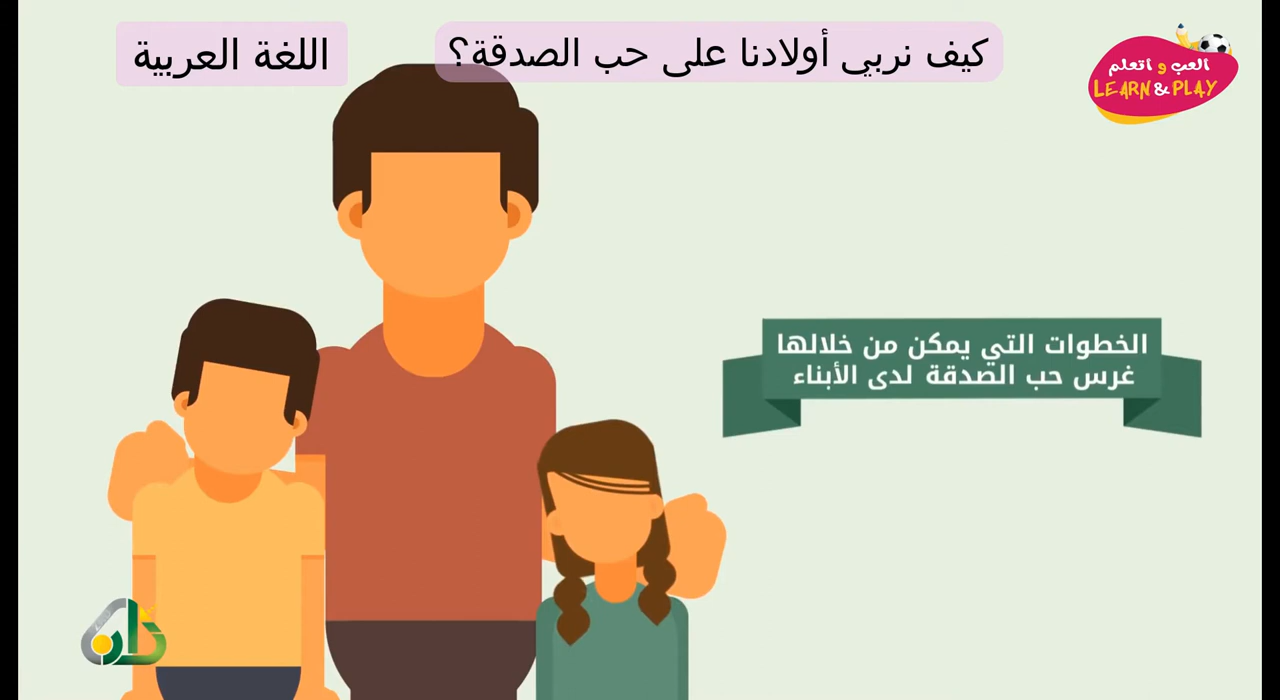 كيف نربي أولادنا على حب الصدقة؟
اللغة العربية
العب و اتعلم
LEARN & PLAY
الخطوات التي يمكن من خلالها
غرس حب الصدقة لدى الأبناء